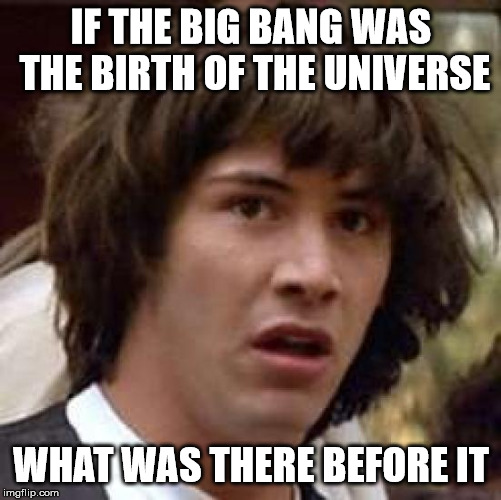 IF THE BIG BANG WAS
THE BIRTH OF THE UNIVERSE
WHAT WAS THERE BEFORE IT
imgflip.com